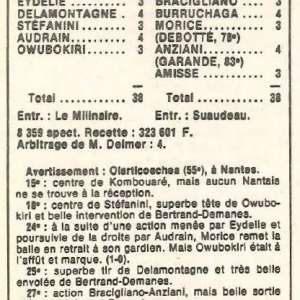 EYDELIE .......... 3 BRACIGLIANO .... 3
DELAMONTAGNE . 4 BURRUCHAGA .... 4
STÉFANINI ........ 3 MORICE ........... 3
AUDRAIN .......... 4 (DEBOTTÉ, 78e)
OWUBOKIRI ....... 3 ANZIANI ........... 4
(GARANDE, 83e)
AMISSE ........... 3
Total .......... 38 Total .......... 38
Entr. : Le Millinaire. Entr. : Suaudeau.
8 359 spect. Recette : 323 601 F.
Arbitrage de M. Delmer : 4.
Avertissement : Olarticoechea (55e), à Nantes.
15e : centre de Kombouaré, mais aucun Nantais
ne se trouve à la réception.
18e : centre de Stéfanini, superbe tête de Owubo-
kiri et belle intervention de Bertrand-Demanes.
24e : à la suite d'une action menée par Eydelie et
poursuivie de la droite par Audrain, Morice remet la
balle en retrait à son gardien. Mais Owubokiri était à
l'affût et marque. (1-0).
25e : superbe tir de Delamontagne et très belle
envolée de Bertrand-Demanes.
27e : action Bracigliano-Anziani, mais belle sortie